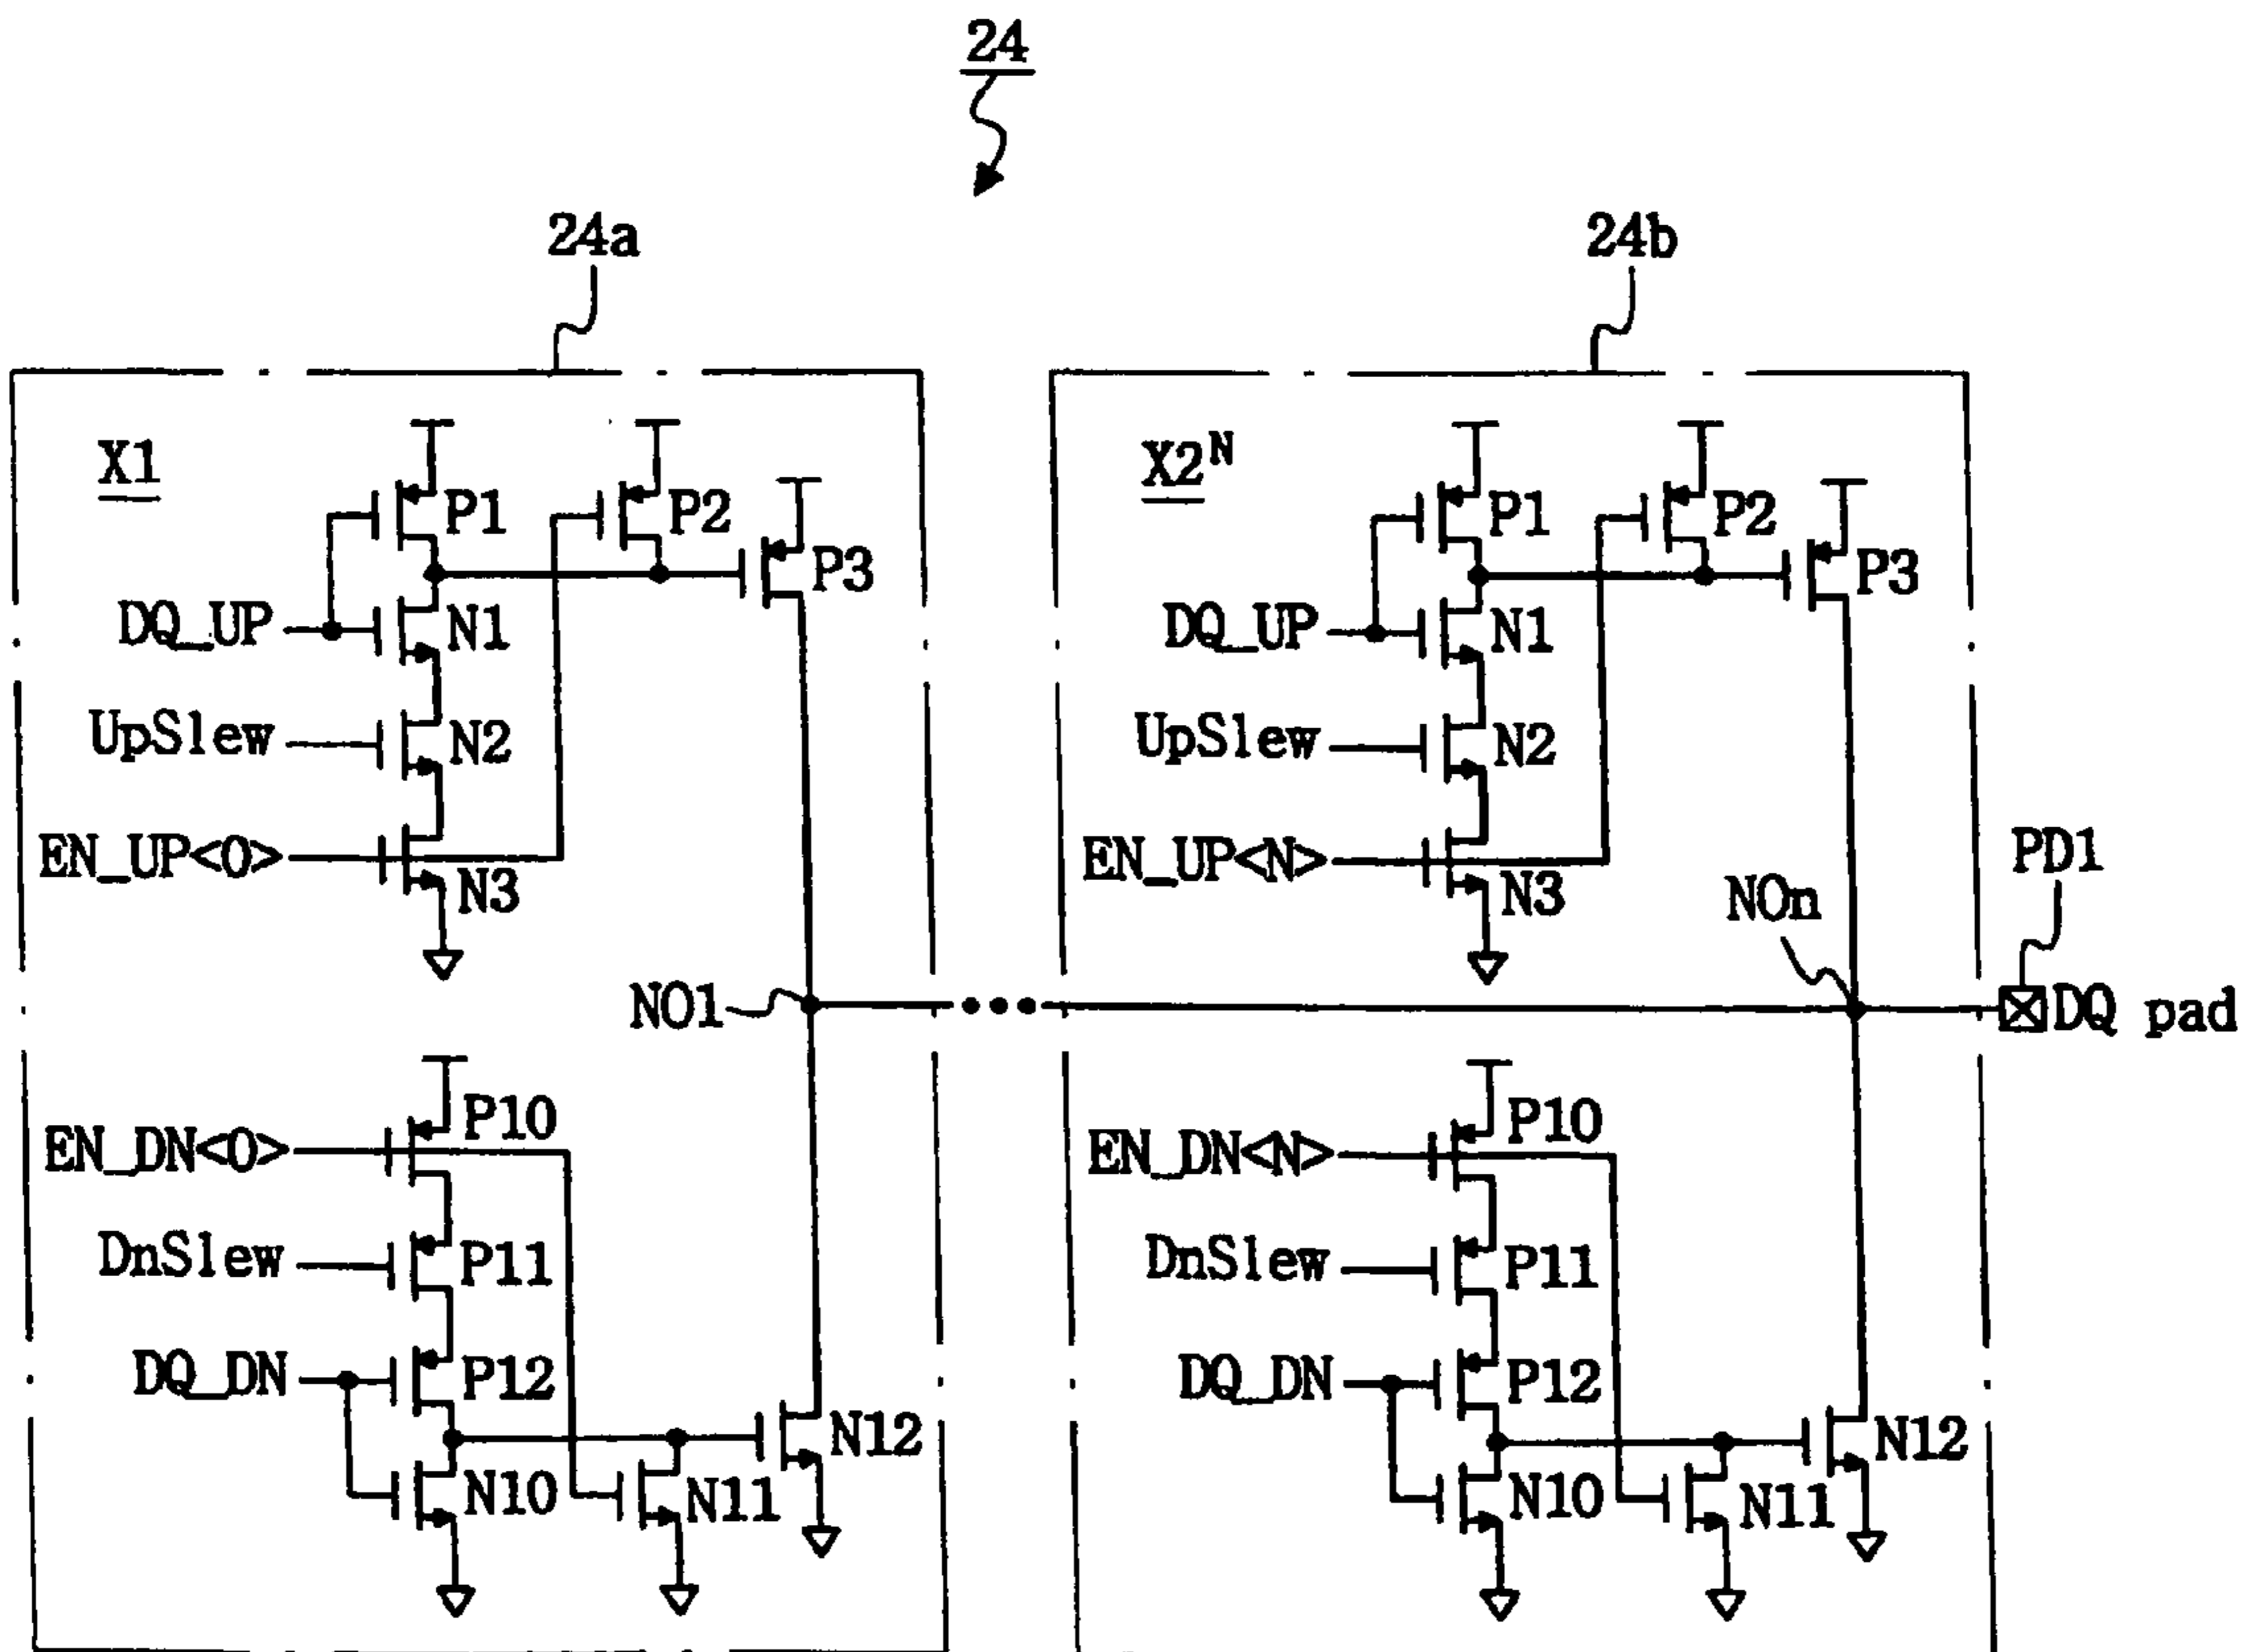 24
24a
24b
X1
P1
P2
P3
DQ_UP
N1
UpSlew
N2
EN_UP<0>
N3
NO1
P10
EN_DN<0>
DnSlew
P11
DQ_DN
P12
N12
N10
N11
X2^N
P1
P2
P3
DQ_UP
N1
UpSlew
N2
EN_UP<N>
N3
NOn
PD1
DQ pad
P10
EN_DN<N>
DnSlew
P11
DQ_DN
P12
N12
N10
N11